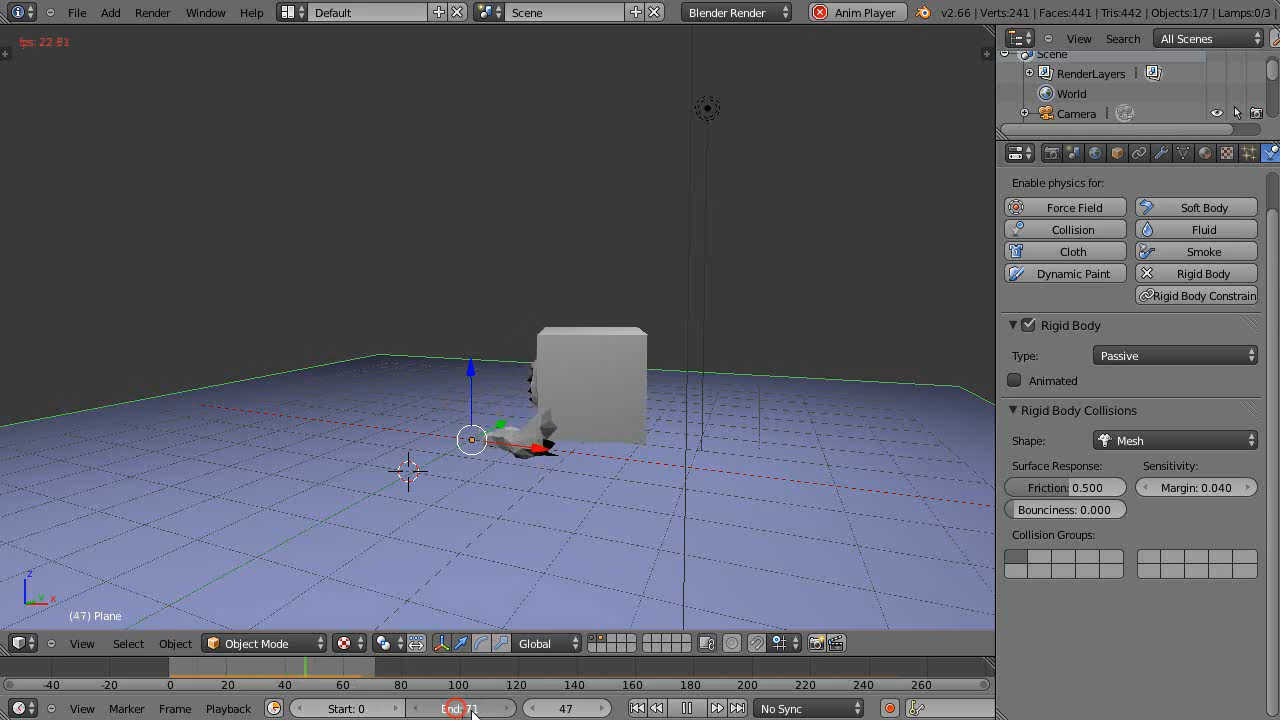 File Add Render Window Help Default Scene Blender Render Anim Player v2.66 | Verts:241 | Faces:441 | Tris:442 | Objects:1/7 | Lamps:0/3 |
fps: 22.81
View Search All Scenes
Scene
RenderLayers
World
Camera
Enable physics for:
Force Field Soft Body
Collision Fluid
Cloth Smoke
Dynamic Paint Rigid Body
Rigid Body Constrain
Rigid Body
Type: Passive
Animated
Rigid Body Collisions
Shape: Mesh
Surface Response: Sensitivity:
Friction: 0.500 Margin: 0.040
Bounciness: 0.000
Collision Groups:
z
y x
(47) Plane
View Select Object Object Mode Global
-40 -20 0 20 40 60 80 100 120 140 160 180 200 220 240 260
View Marker Frame Playback Start: 0 End: 71 47 No Sync